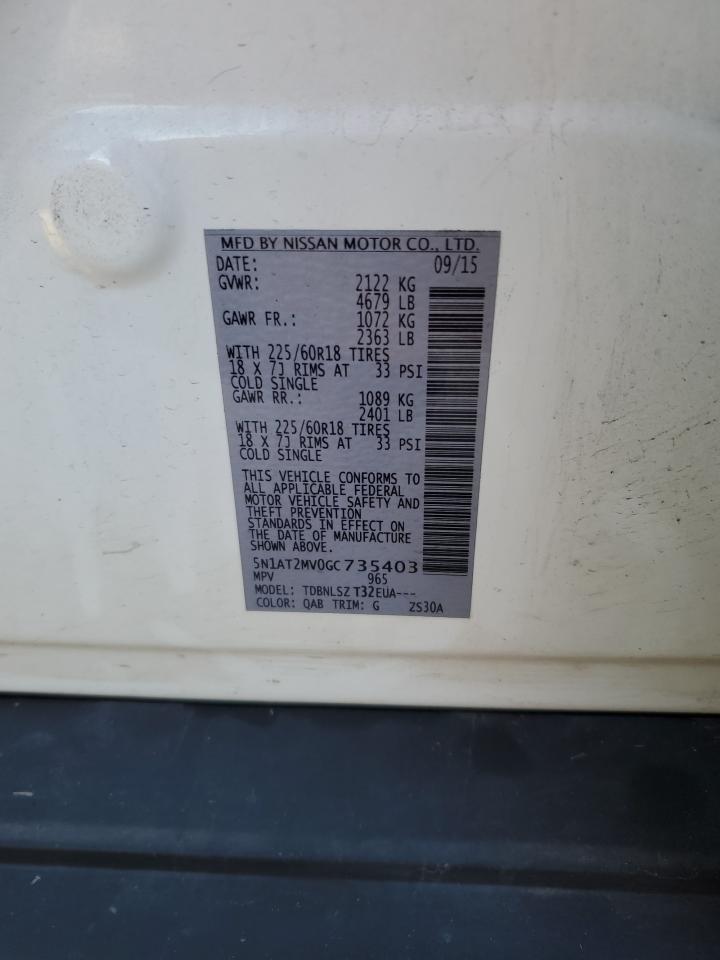 MFD BY NISSAN MOTOR CO., LTD.
DATE: 09/15
GVWR: 2122 KG
4679 LB
GAWR FR.: 1072 KG
2363 LB
WITH 225/60R18 TIRES
18 X 7J RIMS AT 33 PSI
COLD SINGLE
GAWR RR.: 1089 KG
2401 LB
WITH 225/60R18 TIRES
18 X 7J RIMS AT 33 PSI
COLD SINGLE
THIS VEHICLE CONFORMS TO
ALL APPLICABLE FEDERAL
MOTOR VEHICLE SAFETY AND
THEFT PREVENTION
STANDARDS IN EFFECT ON
THE DATE OF MANUFACTURE
SHOWN ABOVE.
5N1AT2MV0GC735403
MPV 965
MODEL: TDBNLSZ T32EUA---
COLOR: QAB TRIM: G ZS30A